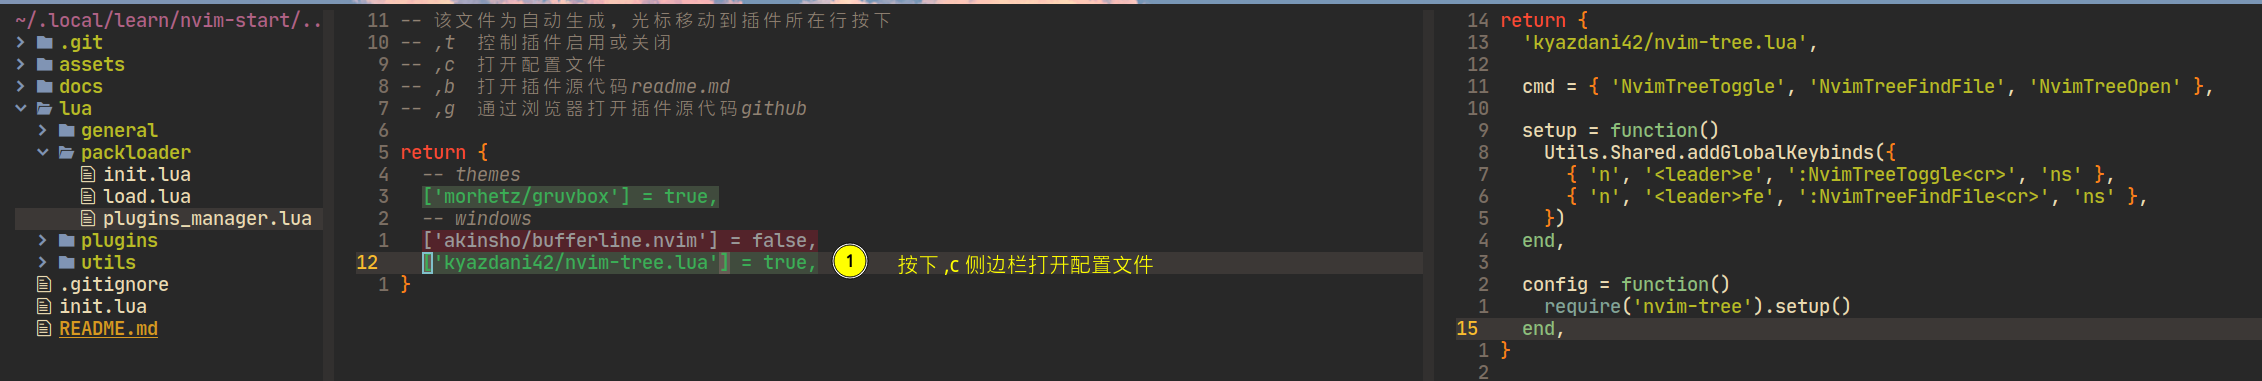 ~/.local/learn/nvim-start/..
.git
assets
docs
lua
general
packloader
init.lua
load.lua
plugins_manager.lua
plugins
utils
.gitignore
init.lua
README.md
11 -- 该文件为自动生成，光标移动到插件所在行按下
10 -- ,t 控制插件启用或关闭
9 -- ,c 打开配置文件
8 -- ,b 打开插件源代码readme.md
7 -- ,g 通过浏览器打开插件源代码github
6
5 return {
4 -- themes
3 ['morhetz/gruvbox'] = true,
2 -- windows
1 ['akinsho/bufferline.nvim'] = false,
12 ['kyazdani42/nvim-tree.lua'] = true, 1 按下 ,c 侧边栏打开配置文件
1 }
14 return {
13 'kyazdani42/nvim-tree.lua',
12
11 cmd = { 'NvimTreeToggle', 'NvimTreeFindFile', 'NvimTreeOpen' },
10
9 setup = function()
8 Utils.Shared.addGlobalKeybinds({
7 { 'n', '<leader>e', ':NvimTreeToggle<cr>', 'ns' },
6 { 'n', '<leader>fe', ':NvimTreeFindFile<cr>', 'ns' },
5 })
4 end,
3
2 config = function()
1 require('nvim-tree').setup()
15 end,
1 }
2